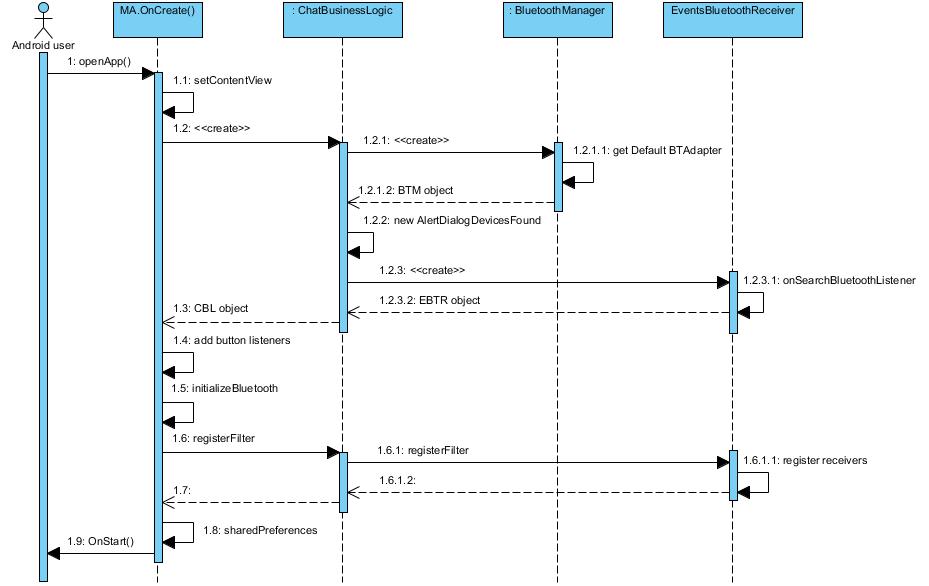 MA.OnCreate()
: ChatBusinessLogic
: BluetoothManager
EventsBluetoothReceiver
Android user
1: openApp()
1.1: setContentView
1.2: <<create>>
1.2.1: <<create>>
1.2.1.1: get Default BTAdapter
1.2.1.2: BTM object
1.2.2: new AlertDialogDevicesFound
1.2.3: <<create>>
1.2.3.1: onSearchBluetoothListener
1.2.3.2: EBTR object
1.3: CBL object
1.4: add button listeners
1.5: initializeBluetooth
1.6: registerFilter
1.6.1: registerFilter
1.6.1.1: register receivers
1.6.1.2:
1.7:
1.8: sharedPreferences
1.9: OnStart()